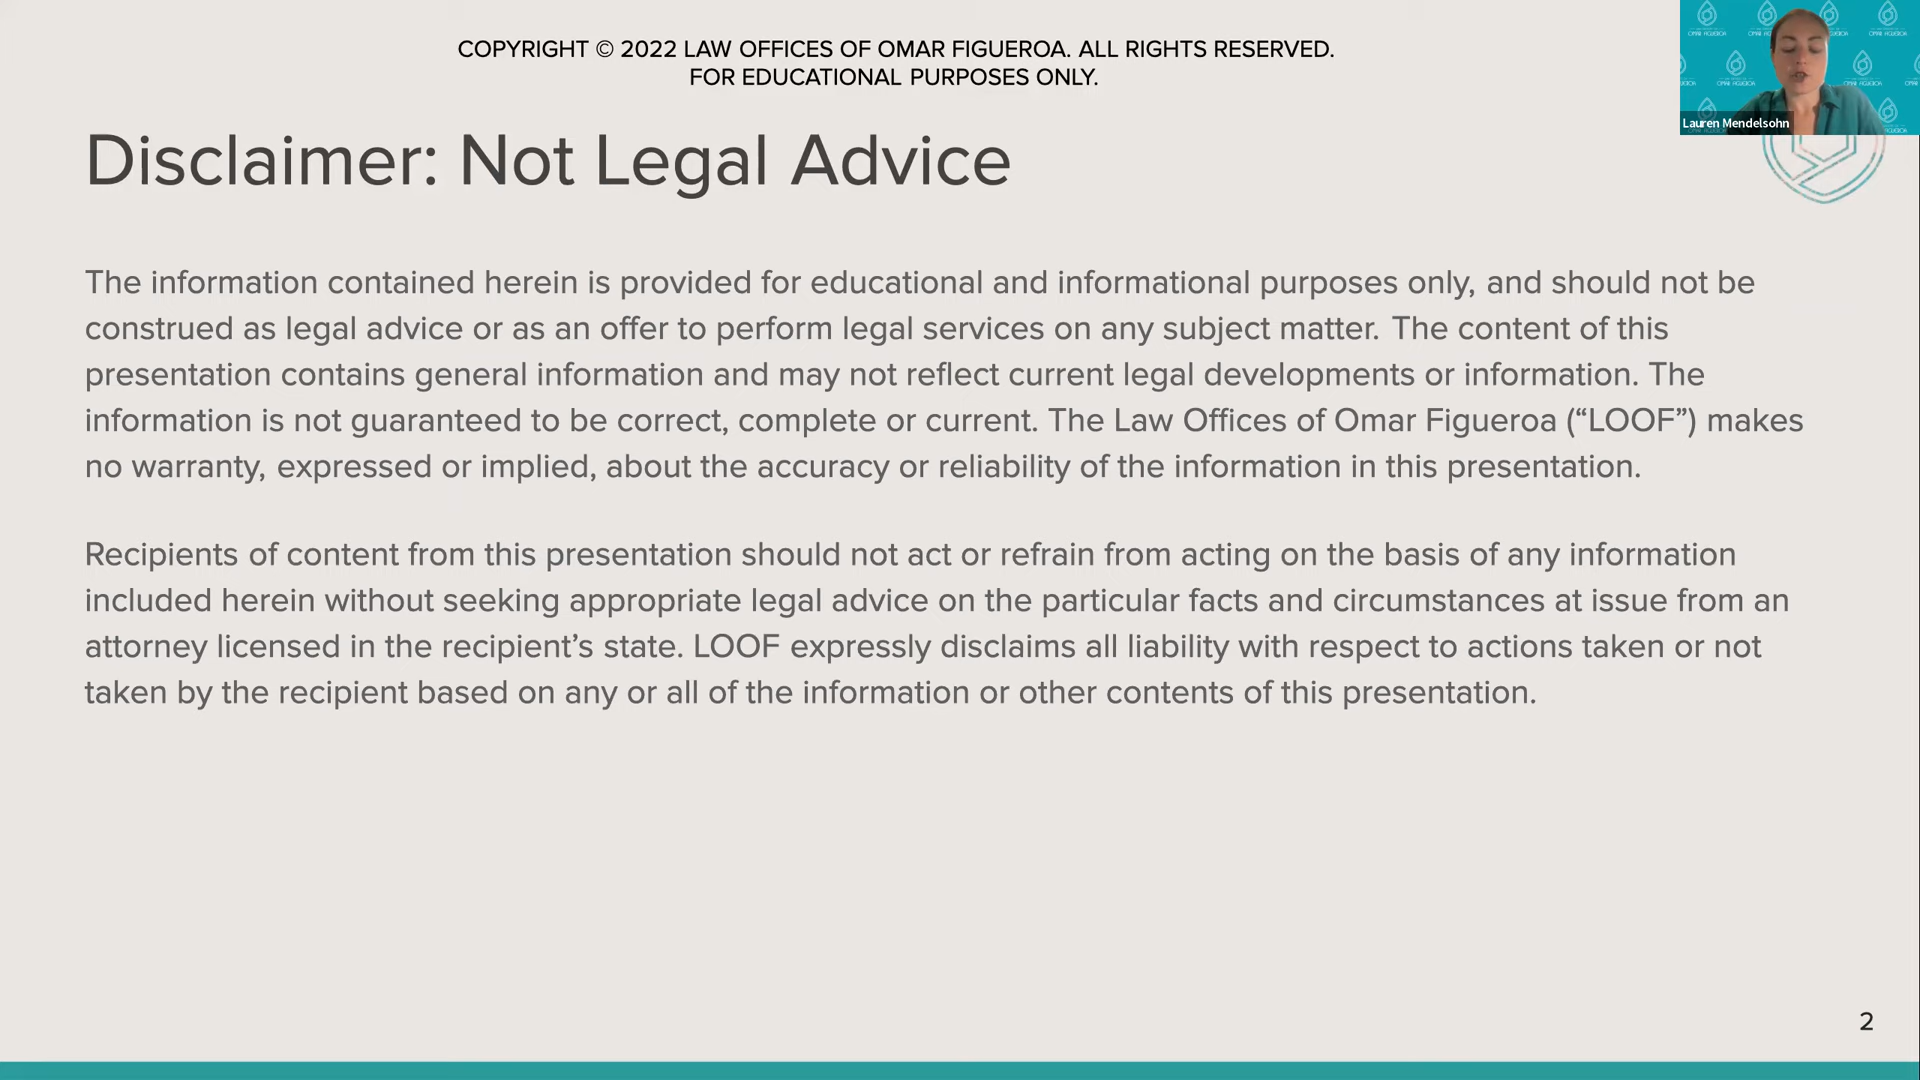 COPYRIGHT © 2022 LAW OFFICES OF OMAR FIGUEROA. ALL RIGHTS RESERVED.
FOR EDUCATIONAL PURPOSES ONLY.
Lauren Mendelsohn
Disclaimer: Not Legal Advice
The information contained herein is provided for educational and informational purposes only, and should not be
construed as legal advice or as an offer to perform legal services on any subject matter. The content of this
presentation contains general information and may not reflect current legal developments or information. The
information is not guaranteed to be correct, complete or current. The Law Offices of Omar Figueroa (“LOOF”) makes
no warranty, expressed or implied, about the accuracy or reliability of the information in this presentation.
Recipients of content from this presentation should not act or refrain from acting on the basis of any information
included herein without seeking appropriate legal advice on the particular facts and circumstances at issue from an
attorney licensed in the recipient’s state. LOOF expressly disclaims all liability with respect to actions taken or not
taken by the recipient based on any or all of the information or other contents of this presentation.
2